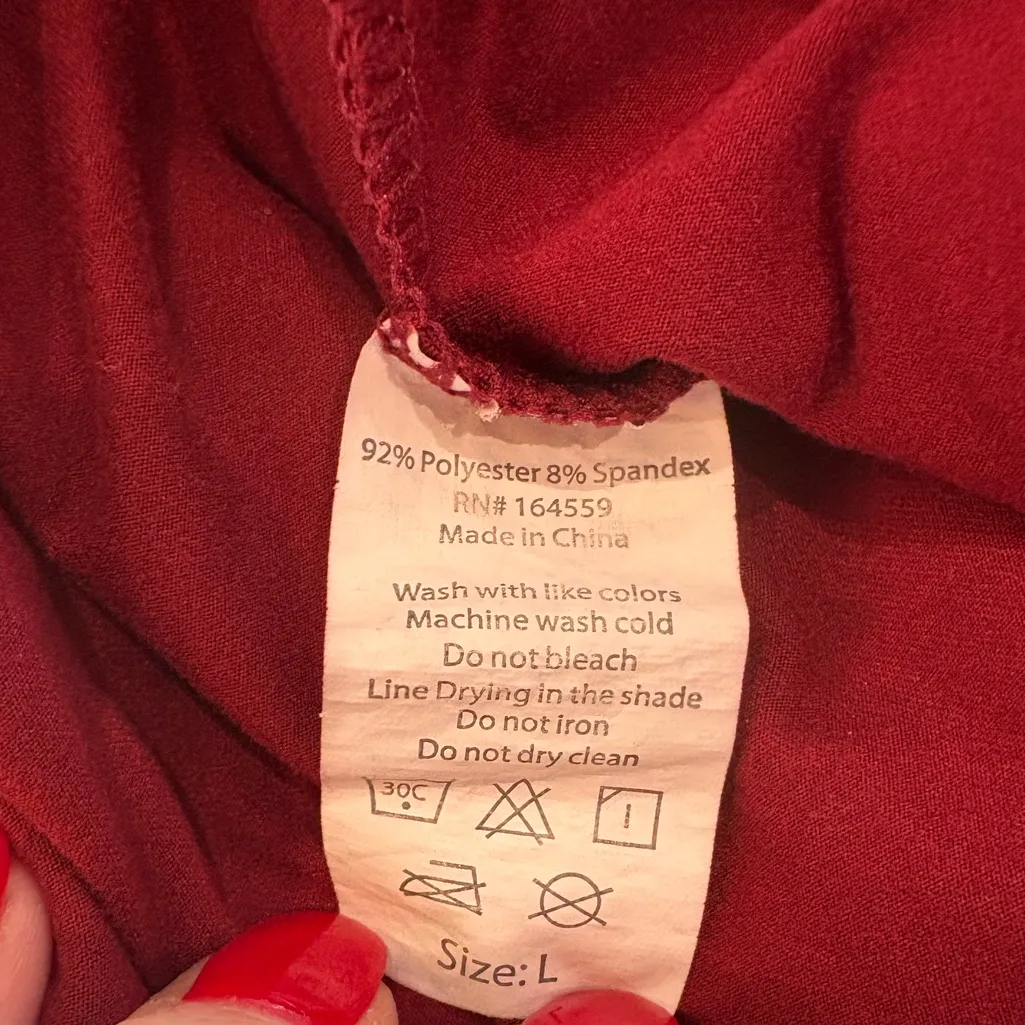 92% Polyester 8% Spandex
RN# 164559
Made in China
Wash with like colors
Machine wash cold
Do not bleach
Line Drying in the shade
Do not iron
Do not dry clean
30C
Size: L